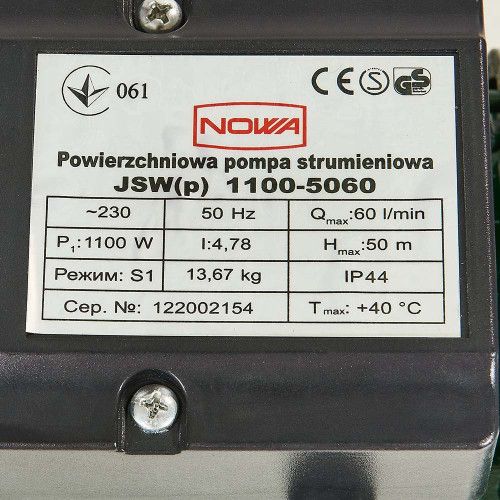 061
CE S GS
NOWA
Powierzchniowa pompa strumieniowa
JSW(p) 1100-5060
~230 50 Hz Qmax:60 l/min
P1:1100 W I:4,78 Hmax:50 m
Режим: S1 13,67 kg IP44
Сер. №: 122002154 Tmax: +40 °C